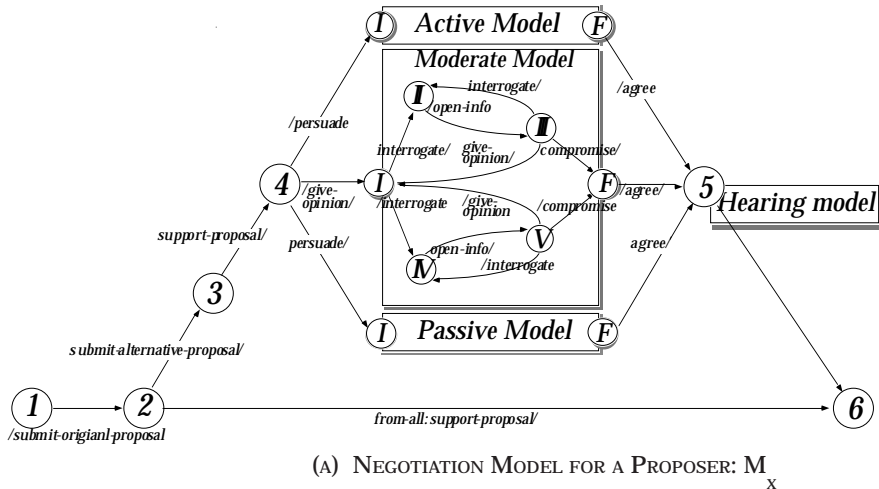 I Active Model F
Moderate Model
interrogate/
II
/open-info
III
/agree
/persuade
interrogate/
give-
opinion/
compromise/
4
/give-
opinion/
I
/interrogate
F
/agree/
5
Hearing model
/give-
opinion
/compromise
support-proposal/
persuade/
V
agree/
open-info/
IV
/interrogate
3
I Passive Model F
submit-alternative-proposal/
1
2
6
/submit-origianl-proposal
from-all: support-proposal/
(A) NEGOTIATION MODEL FOR A PROPOSER: M
X